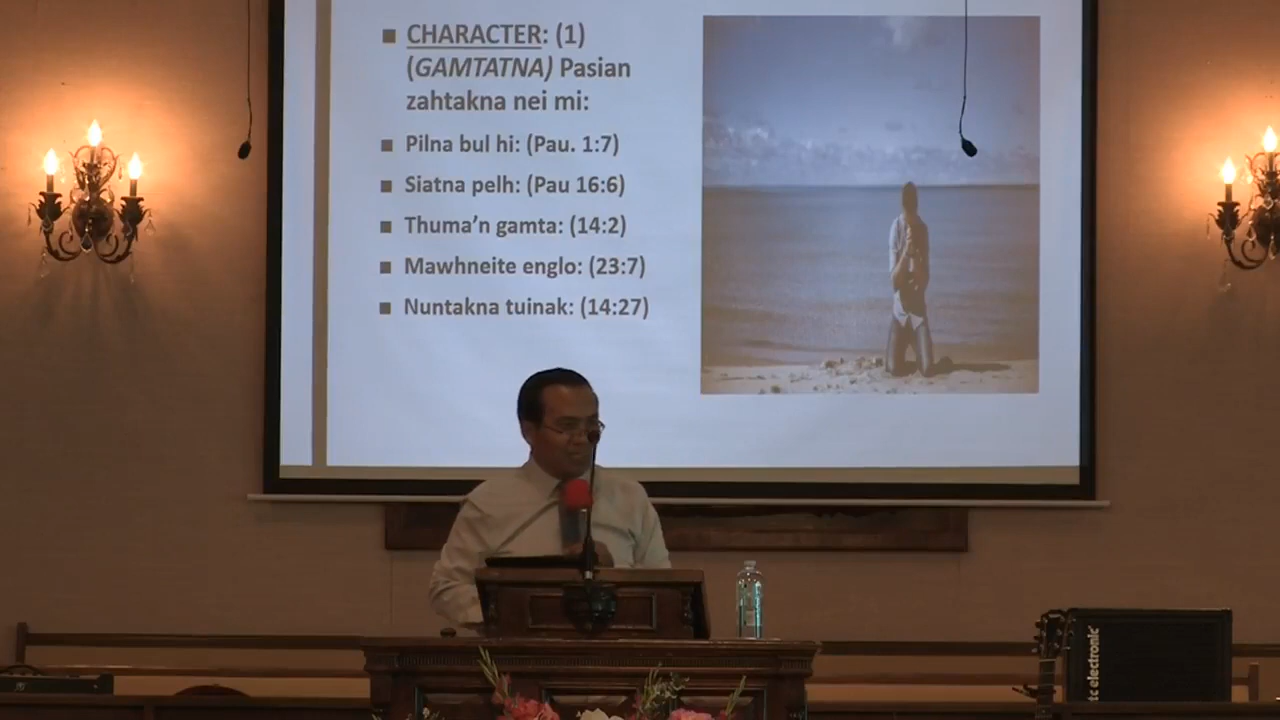 CHARACTER: (1)
(GAMTATNA) Pasian
zahtakna nei mi:
Pilna bul hi: (Pau. 1:7)
Siatna pelh: (Pau 16:6)
Thuma'n gamta: (14:2)
Mawhneite englo: (23:7)
Nuntakna tuinak: (14:27)
tc electronic